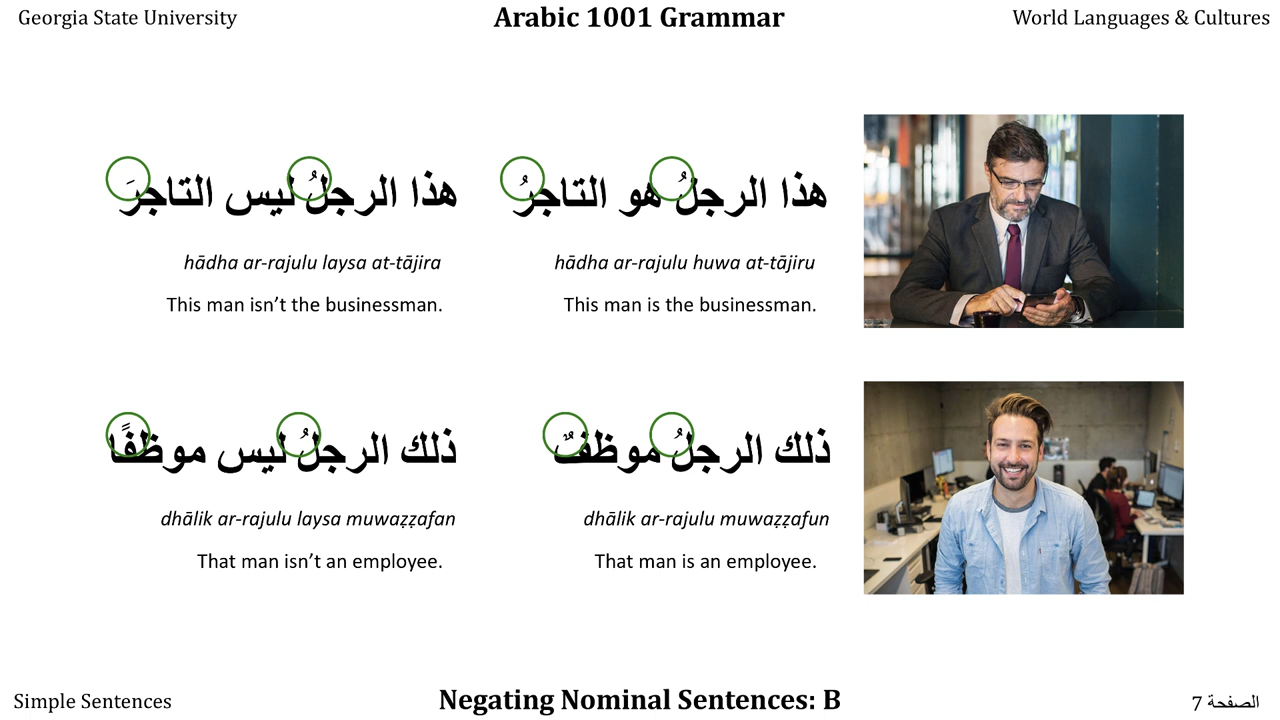 Georgia State University
Arabic 1001 Grammar
World Languages & Cultures
هذا الرجلُ هو التاجرُ
هذا الرجلُ ليس التاجرَ
hādha ar-rajulu huwa at-tājiru
hādha ar-rajulu laysa at-tājira
This man is the businessman.
This man isn’t the businessman.
ذلك الرجلُ موظفٌ
ذلك الرجلُ ليس موظفًا
dhālik ar-rajulu muwaẓẓafun
dhālik ar-rajulu laysa muwaẓẓafan
That man is an employee.
That man isn’t an employee.
Simple Sentences
Negating Nominal Sentences: B
الصفحة 7